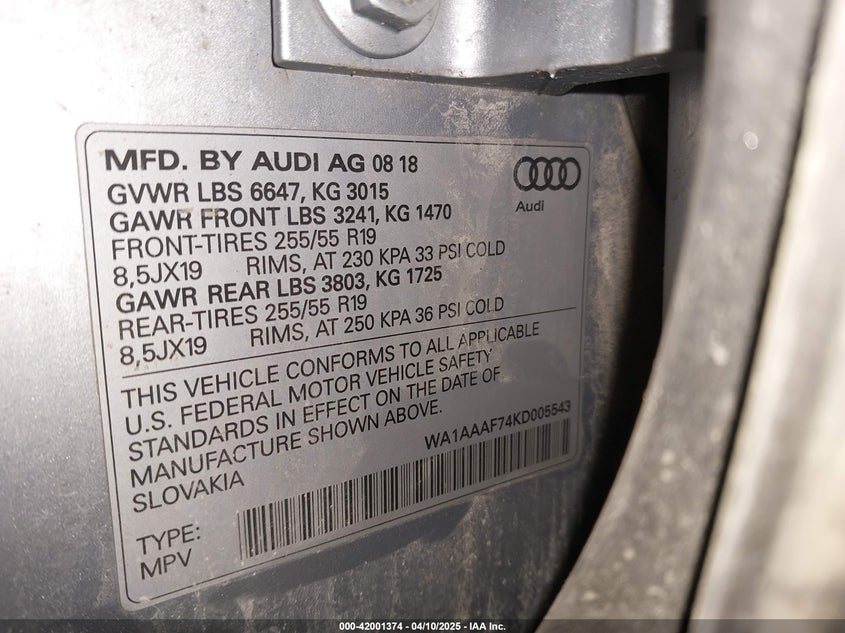 MFD. BY AUDI AG 08 18
GVWR LBS 6647, KG 3015
GAWR FRONT LBS 3241, KG 1470
FRONT-TIRES 255/55 R19
8,5JX19 RIMS, AT 230 KPA 33 PSI COLD
GAWR REAR LBS 3803, KG 1725
REAR-TIRES 255/55 R19
8,5JX19 RIMS, AT 250 KPA 36 PSI COLD
Audi
THIS VEHICLE CONFORMS TO ALL APPLICABLE
U.S. FEDERAL MOTOR VEHICLE SAFETY
STANDARDS IN EFFECT ON THE DATE OF
MANUFACTURE SHOWN ABOVE.
SLOVAKIA
WA1AAAF74KD005543
TYPE:
MPV
000-42001374 - 04/10/2025 - IAA Inc.